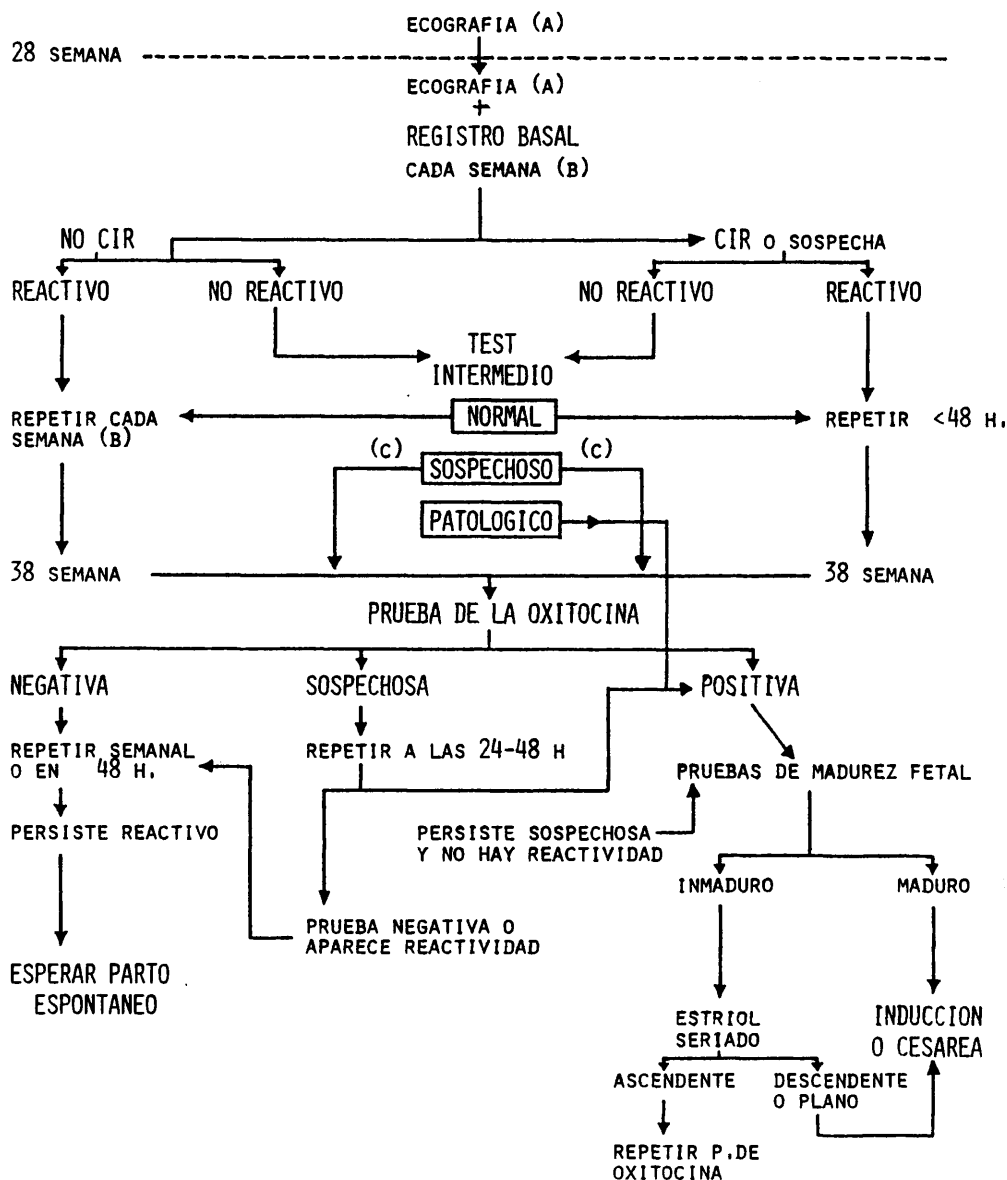 ECOGRAFIA (A)
28 SEMANA
ECOGRAFIA (A)
+
REGISTRO BASAL
CADA SEMANA (B)
NO CIR
CIR O SOSPECHA
REACTIVO
NO REACTIVO
NO REACTIVO
REACTIVO
TEST
INTERMEDIO
REPETIR CADA
SEMANA (B)
NORMAL
REPETIR <48 H.
(C)
SOSPECHOSO
(C)
PATOLOGICO
38 SEMANA
38 SEMANA
PRUEBA DE LA OXITOCINA
NEGATIVA
SOSPECHOSA
POSITIVA
REPETIR SEMANAL
O EN 48 H.
REPETIR A LAS 24-48 H
PRUEBAS DE MADUREZ FETAL
PERSISTE REACTIVO
PERSISTE SOSPECHOSA
Y NO HAY REACTIVIDAD
INMADURO
MADURO
PRUEBA NEGATIVA O
APARECE REACTIVIDAD
ESPERAR PARTO
ESPONTANEO
ESTRIOL
SERIADO
INDUCCION
O CESAREA
ASCENDENTE
DESCENDENTE
O PLANO
REPETIR P.DE
OXITOCINA